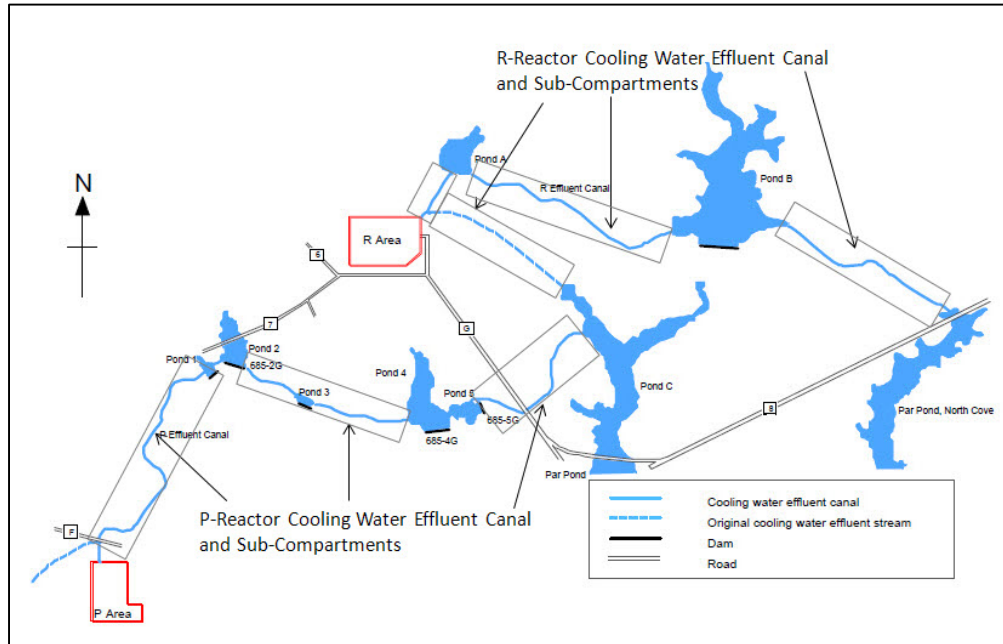 R-Reactor Cooling Water Effluent Canal
and Sub-Compartments
N
Pond A
R Effluent Canal
Pond B
R Area
6
7
G
Pond 1
Pond 2
685-2G
Pond 3
Pond 4
Pond 5
685-5G
685-4G
Pond C
8
Par Pond, North Cove
Par Pond
P Effluent Canal
P-Reactor Cooling Water Effluent Canal
and Sub-Compartments
F
P Area
Cooling water effluent canal
Original cooling water effluent stream
Dam
Road